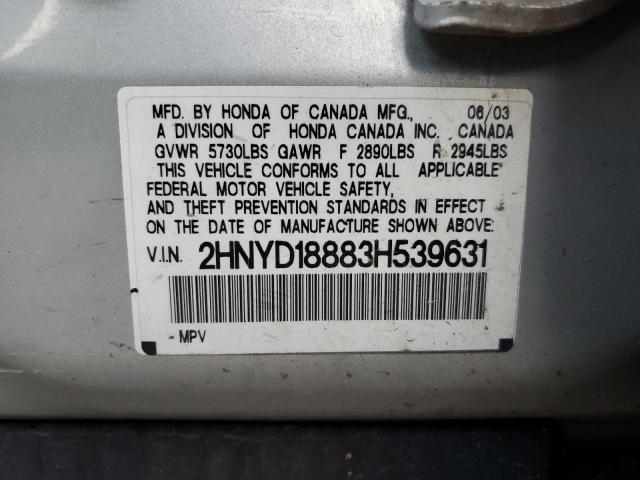 MFD. BY HONDA OF CANADA MFG., 06/03
A DIVISION OF HONDA CANADA INC. CANADA
GVWR 5730LBS GAWR F 2890LBS R 2945LBS
THIS VEHICLE CONFORMS TO ALL APPLICABLE
FEDERAL MOTOR VEHICLE SAFETY,
AND THEFT PREVENTION STANDARDS IN EFFECT
ON THE DATE OF MANUFACTURE SHOWN ABOVE:
V.I.N. 2HNYD18883H539631
MPV